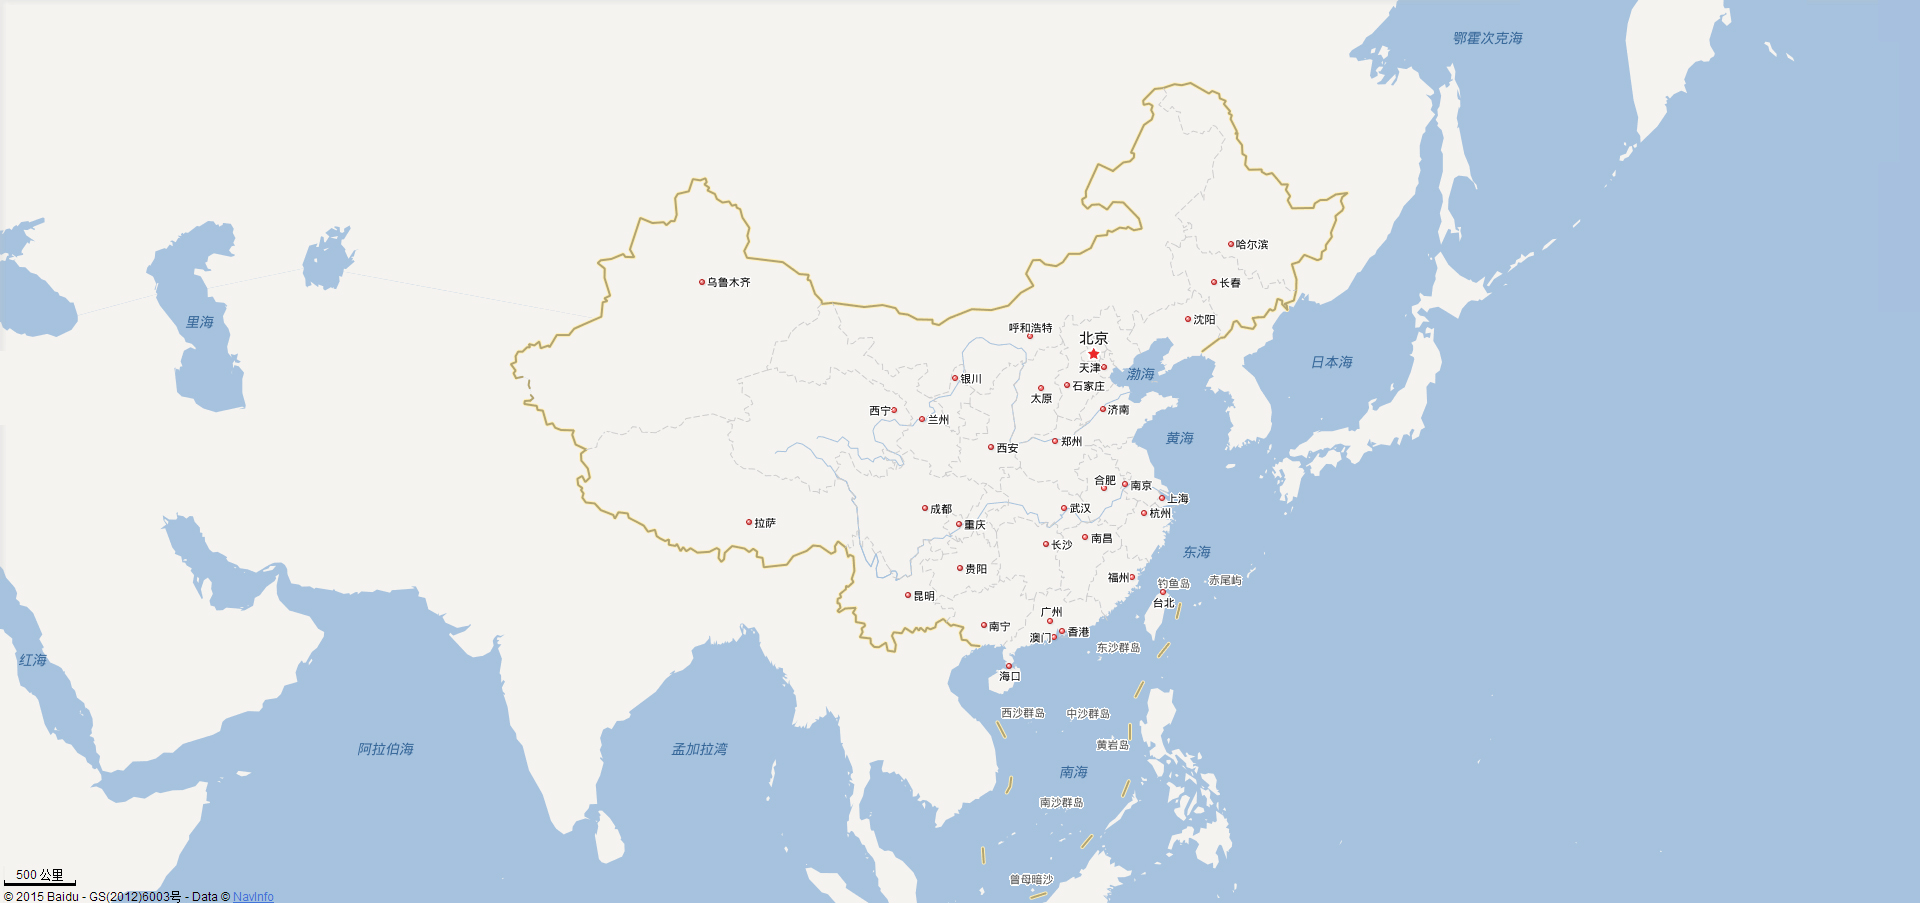 鄂霍次克海
哈尔滨
乌鲁木齐
长春
里海
沈阳
呼和浩特
北京
日本海
天津
渤海
银川
石家庄
太原
西宁
济南
兰州
黄海
郑州
西安
合肥
南京
上海
成都
武汉
杭州
拉萨
重庆
南昌
长沙
东海
贵阳
福州
钓鱼岛
赤尾屿
昆明
台北
广州
南宁
香港
澳门
东沙群岛
红海
海口
西沙群岛
中沙群岛
黄岩岛
阿拉伯海
孟加拉湾
南海
南沙群岛
500 公里
曾母暗沙
© 2015 Baidu - GS(2012)6003号 - Data © NavInfo